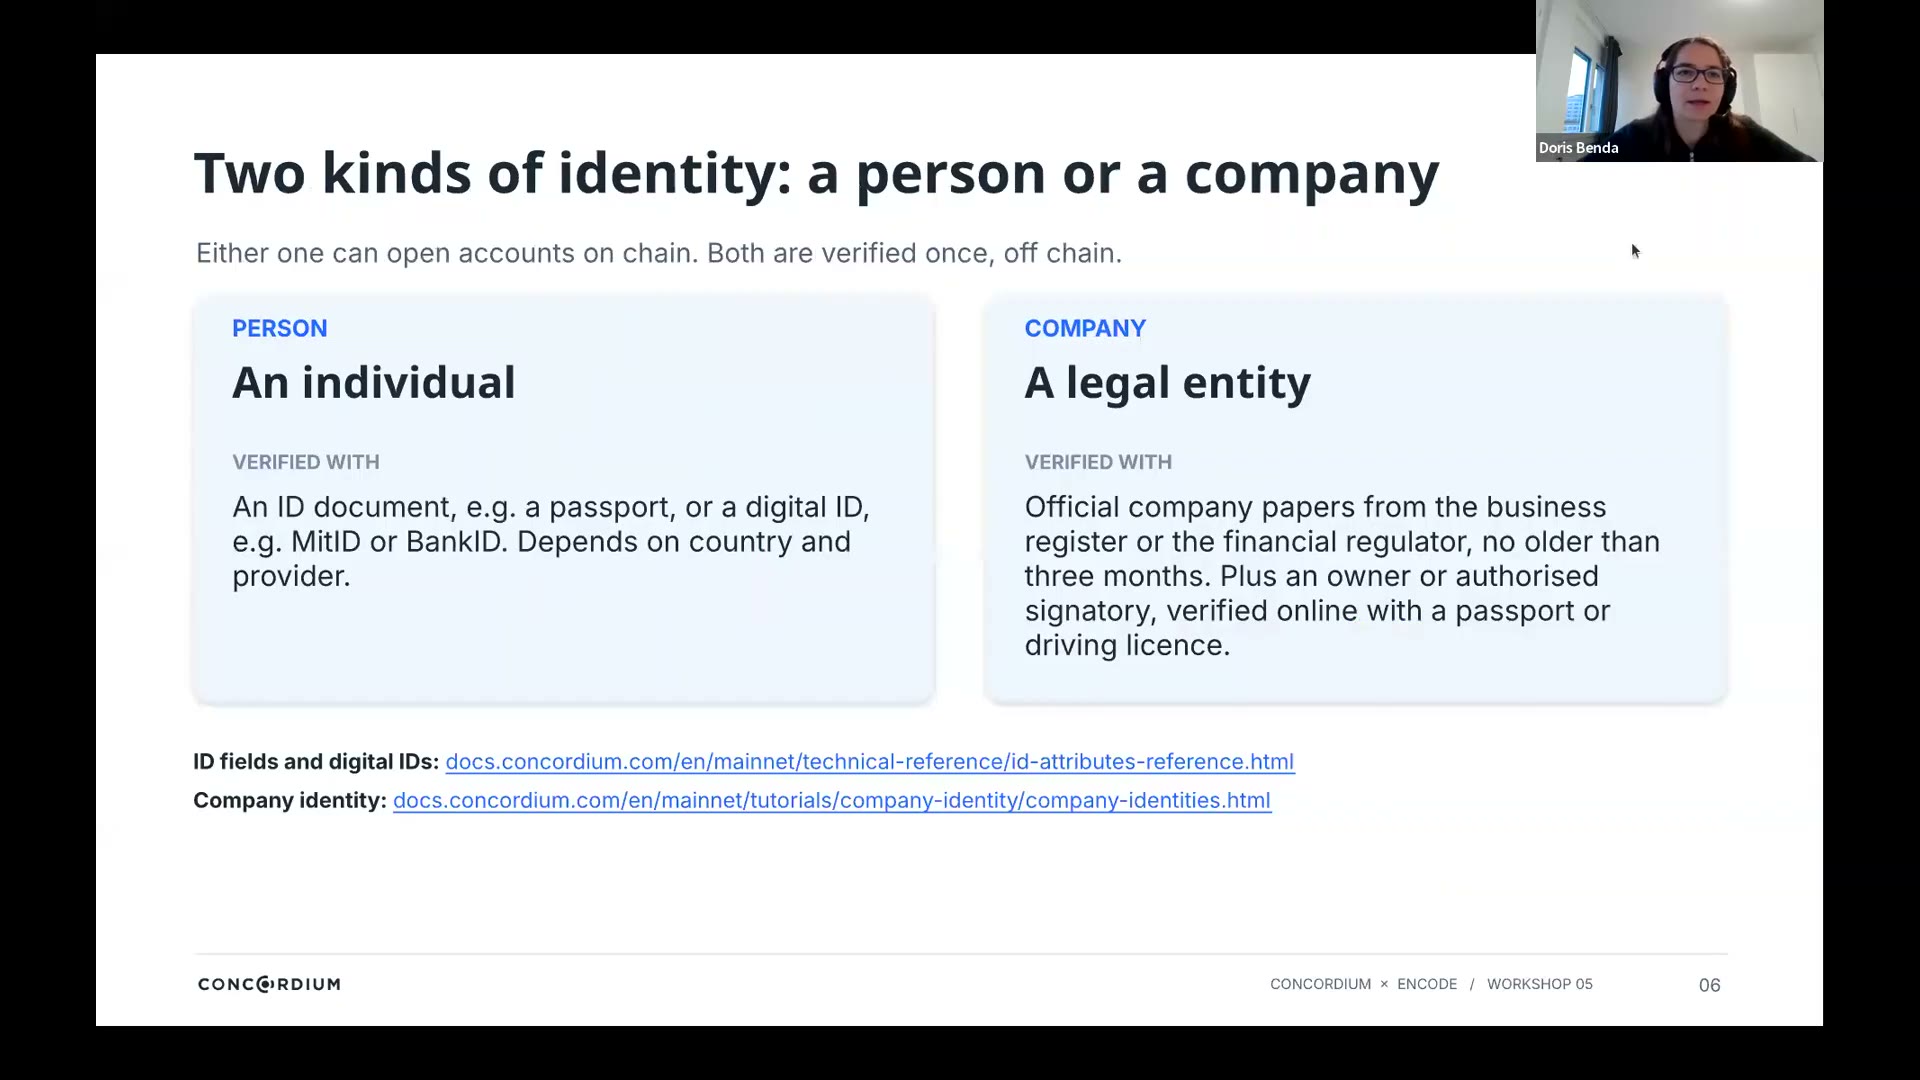 Doris Benda
Two kinds of identity: a person or a company
Either one can open accounts on chain. Both are verified once, off chain.
PERSON
An individual
VERIFIED WITH
An ID document, e.g. a passport, or a digital ID,
e.g. MitID or BankID. Depends on country and
provider.
COMPANY
A legal entity
VERIFIED WITH
Official company papers from the business
register or the financial regulator, no older than
three months. Plus an owner or authorised
signatory, verified online with a passport or
driving licence.
ID fields and digital IDs: docs.concordium.com/en/mainnet/technical-reference/id-attributes-reference.html
Company identity: docs.concordium.com/en/mainnet/tutorials/company-identity/company-identities.html
CONCORDIUM
CONCORDIUM × ENCODE / WORKSHOP 05
06